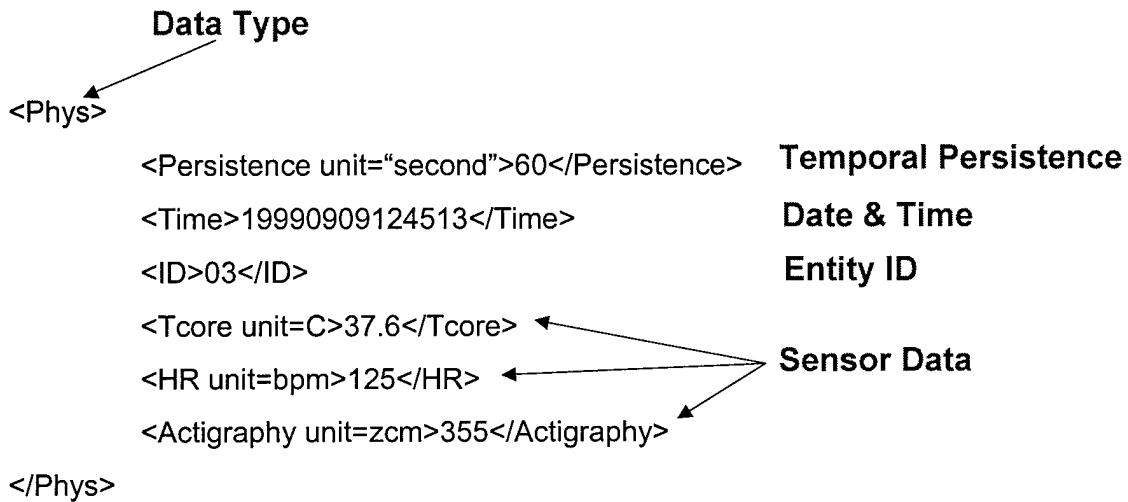 Data Type
<Phys>
<Persistence unit=“second”>60</Persistence> Temporal Persistence
<Time>19990909124513</Time> Date & Time
<ID>03</ID> Entity ID
<Tcore unit=C>37.6</Tcore>
<HR unit=bpm>125</HR> Sensor Data
<Actigraphy unit=zcm>355</Actigraphy>
</Phys>